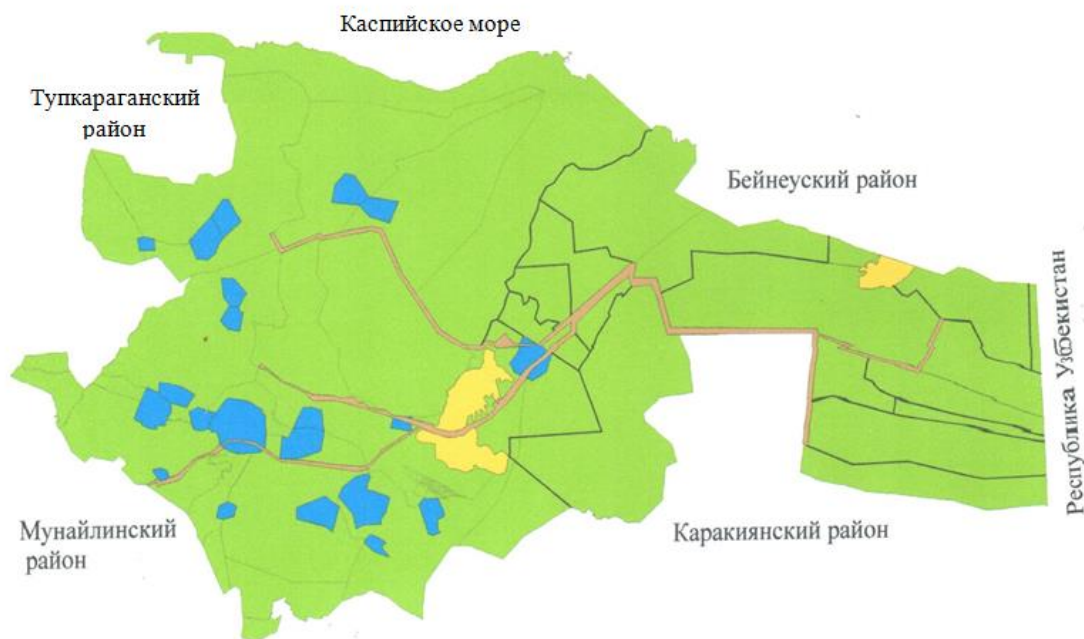 Каспийское море
Тупкараганский
район
Бейнеуский район
Республика Узбекистан
Мунайлинский
район
Каракиянский район